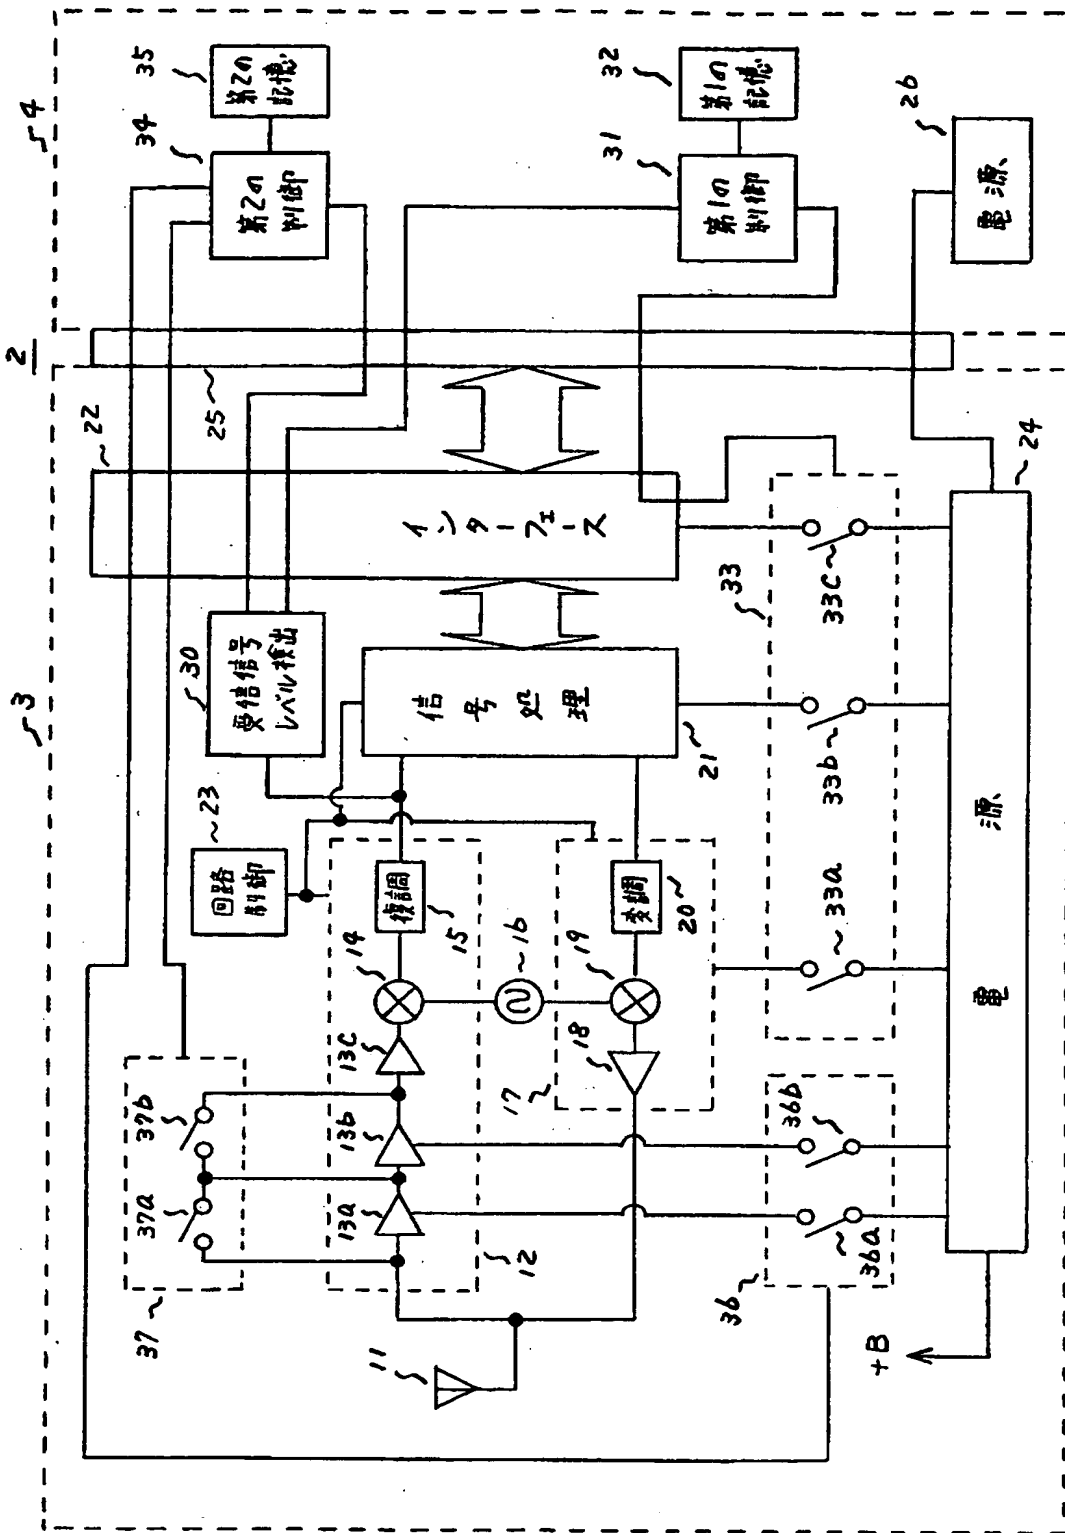 2
3
4
11
12
13a
13b
13c
14
復調
15
16
17
18
19
変調
20
信号処理
21
インターフェース
22
回路
制御
23
電源
24
25
電源
26
受信信号
レベル検出
30
第1の
制御
31
第1の
記憶
32
33
33a
33b
33c
第2の
制御
34
第2の
記憶
35
36
36a
36b
37
37a
37b
+B